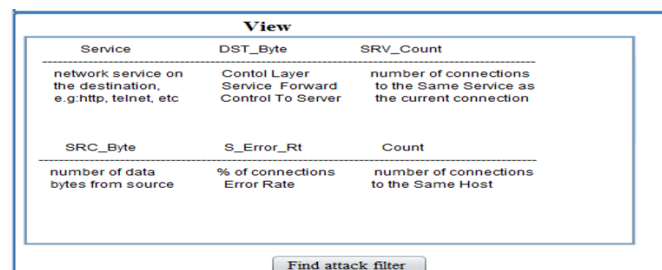 View
Service DST_Byte SRV_Count
network service on Contol Layer number of connections
the destination, Service Forward to the Same Service as
e.g:http, telnet, etc Control To Server the current connection
SRC_Byte S_Error_Rt Count
number of data % of connections number of connections
bytes from source Error Rate to the Same Host
Find attack filter